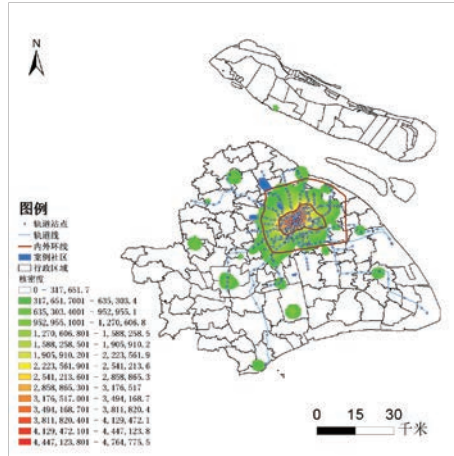 N
图例
轨道站点
轨道线
内外环线
案例社区
行政区域
核密度
0 - 317,651.7
317,651.7001 - 635,303.4
635,303.4001 - 952,955.1
952,955.1001 - 1,270,606.8
1,270,606.801 - 1,588,258.5
1,588,258.501 - 1,905,910.2
1,905,910.201 - 2,223,561.9
2,223,561.901 - 2,541,213.6
2,541,213.601 - 2,858,865.3
2,858,865.301 - 3,176,517
3,176,517.001 - 3,494,168.7
3,494,168.701 - 3,811,820.4
3,811,820.401 - 4,129,472.1
4,129,472.101 - 4,447,123.8
4,447,123.801 - 4,764,775.5
0 15 30
千米